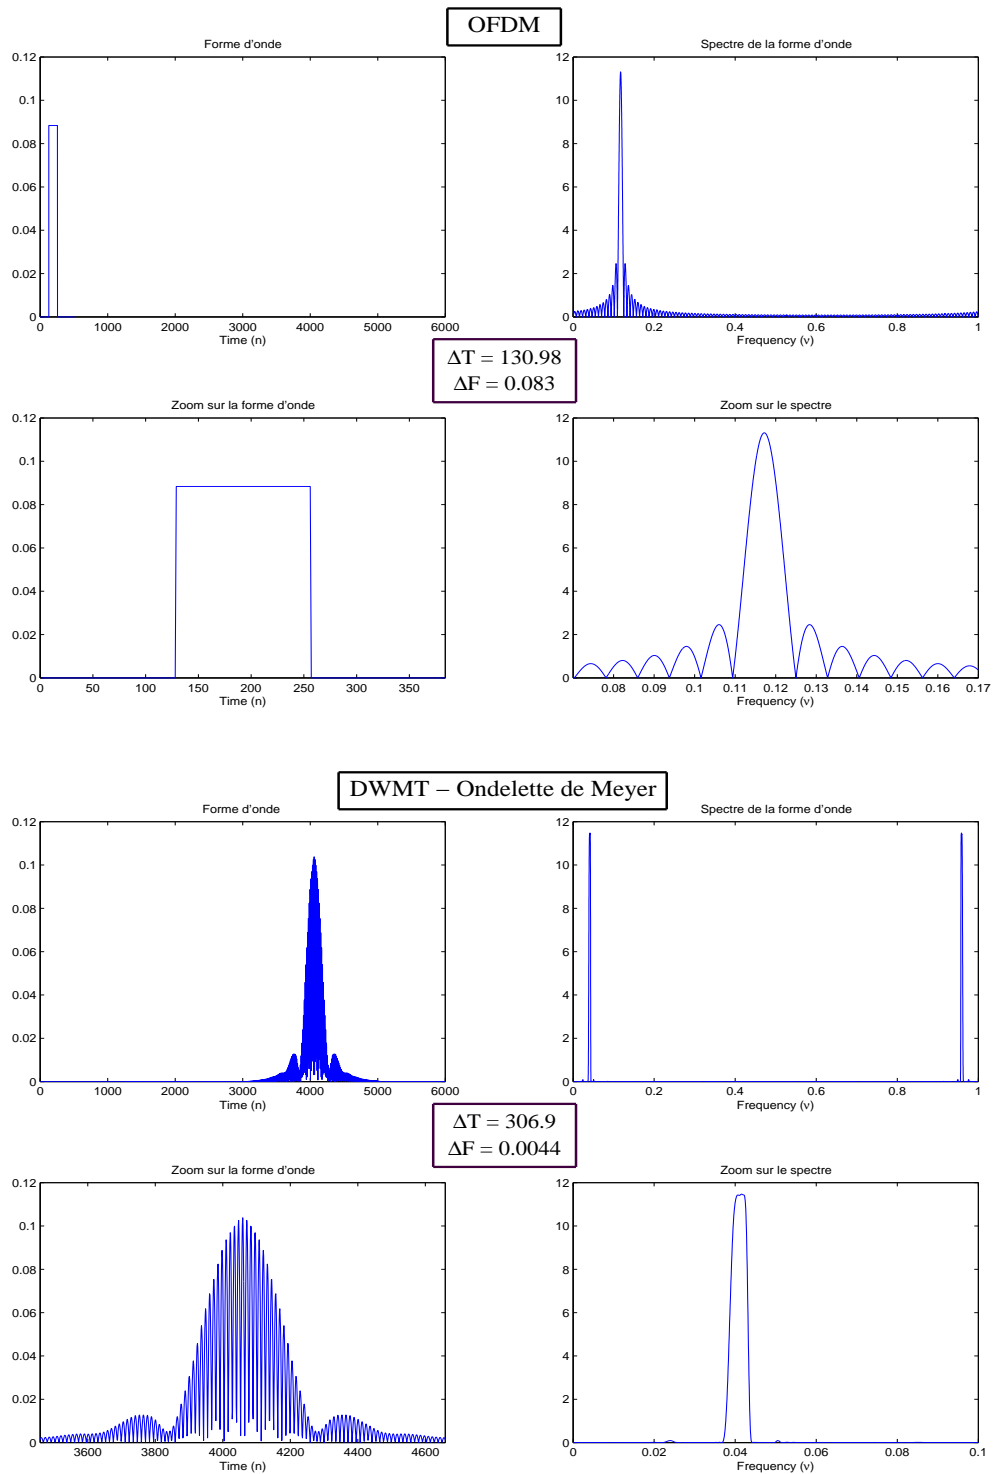 OFDM
Forme d'onde
0.12
0.1
0.08
0.06
0.04
0.02
0
0 1000 2000 3000 4000 5000 6000
Time (n)
Spectre de la forme d'onde
12
10
8
6
4
2
0
0 0.2 0.4 0.6 0.8 1
Frequency (ν)
ΔT = 130.98
ΔF = 0.083
Zoom sur la forme d'onde
0.12
0.1
0.08
0.06
0.04
0.02
0
0 50 100 150 200 250 300 350
Time (n)
Zoom sur le spectre
12
10
8
6
4
2
0
0.08 0.09 0.1 0.11 0.12 0.13 0.14 0.15 0.16 0.17
Frequency (ν)
DWMT − Ondelette de Meyer
Forme d'onde
0.12
0.1
0.08
0.06
0.04
0.02
0
0 1000 2000 3000 4000 5000 6000
Time (n)
Spectre de la forme d'onde
12
10
8
6
4
2
0
0 0.2 0.4 0.6 0.8 1
Frequency (ν)
ΔT = 306.9
ΔF = 0.0044
Zoom sur la forme d'onde
0.12
0.1
0.08
0.06
0.04
0.02
0
3600 3800 4000 4200 4400 4600
Time (n)
Zoom sur le spectre
12
10
8
6
4
2
0
0 0.02 0.04 0.06 0.08 0.1
Frequency (ν)